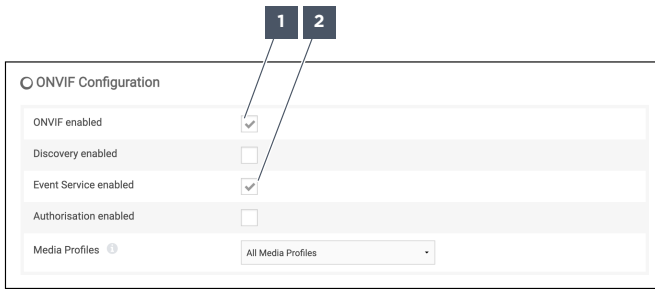 1 2
ONVIF Configuration
ONVIF enabled
Discovery enabled
Event Service enabled
Authorisation enabled
Media Profiles
All Media Profiles